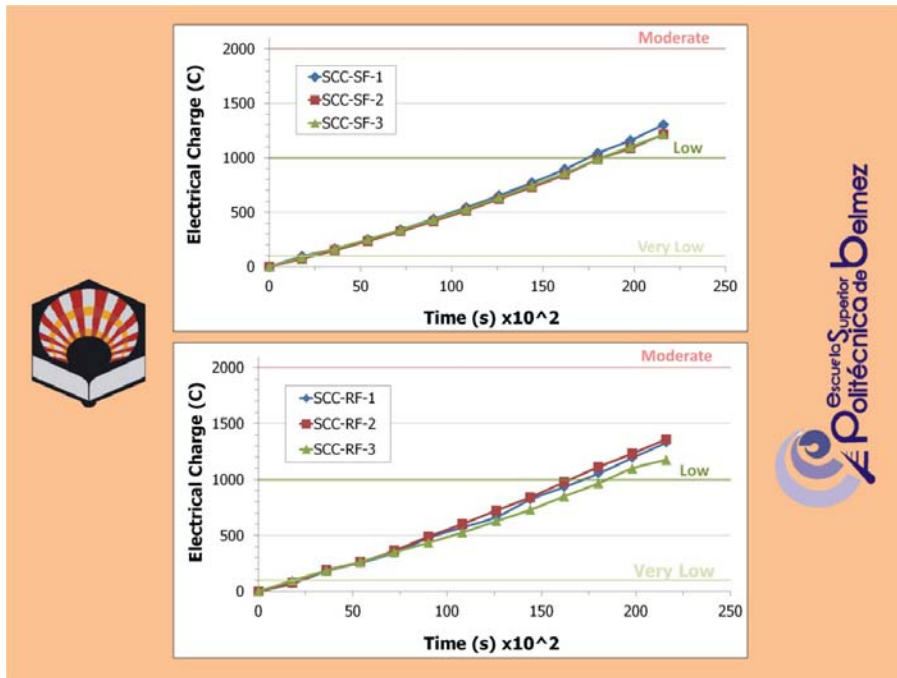 Moderate
2000
1500
1000
500
0
Electrical Charge (C)
SCC-SF-1
SCC-SF-2
SCC-SF-3
Low
Very Low
0
50
100
150
200
250
Time (s) x10^2
Moderate
2000
1500
1000
500
0
Electrical Charge (C)
SCC-RF-1
SCC-RF-2
SCC-RF-3
Low
Very Low
0
50
100
150
200
250
Time (s) x10^2
escuela Superior
Politécnica de belmez